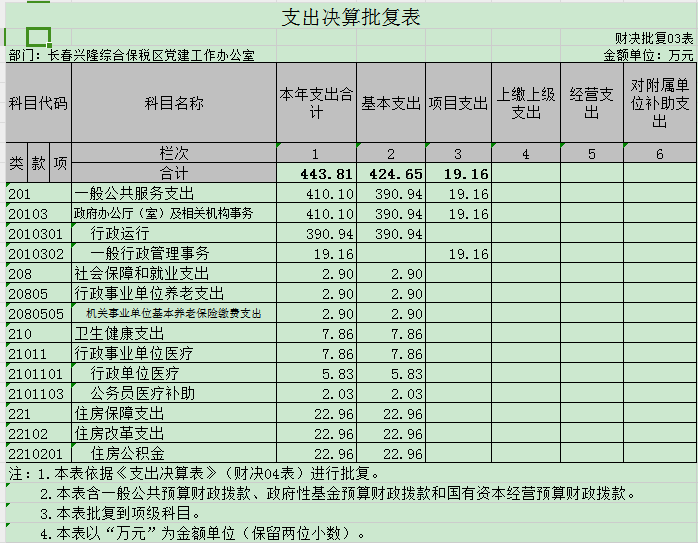 支出决算批复表
财决批复03表
部门：长春兴隆综合保税区党建工作办公室 金额单位：万元
科目代码 科目名称 本年支出合计 基本支出 项目支出 上缴上级支出 经营支出 对附属单位补助支出
类 款 项 栏次 1 2 3 4 5 6
合计 443.81 424.65 19.16
201 一般公共服务支出 410.10 390.94 19.16
20103 政府办公厅（室）及相关机构事务 410.10 390.94 19.16
2010301 行政运行 390.94 390.94
2010302 一般行政管理事务 19.16 19.16
208 社会保障和就业支出 2.90 2.90
20805 行政事业单位养老支出 2.90 2.90
2080505 机关事业单位基本养老保险缴费支出 2.90 2.90
210 卫生健康支出 7.86 7.86
21011 行政事业单位医疗 7.86 7.86
2101101 行政单位医疗 5.83 5.83
2101103 公务员医疗补助 2.03 2.03
221 住房保障支出 22.96 22.96
22102 住房改革支出 22.96 22.96
2210201 住房公积金 22.96 22.96
注：1.本表依据《支出决算表》（财决04表）进行批复。
2.本表含一般公共预算财政拨款、政府性基金预算财政拨款和国有资本经营预算财政拨款。
3.本表批复到项级科目。
4.本表以“万元”为金额单位（保留两位小数）。